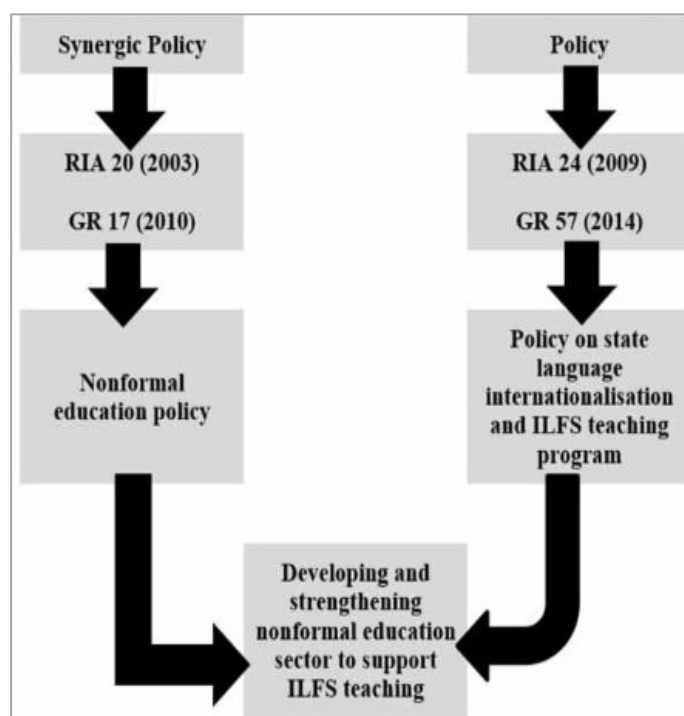 Synergic Policy
Policy
RIA 20 (2003)
GR 17 (2010)
RIA 24 (2009)
GR 57 (2014)
Nonformal
education policy
Policy on state
language
internationalisation
and ILFS teaching
program
Developing and
strengthening
nonformal education
sector to support
ILFS teaching